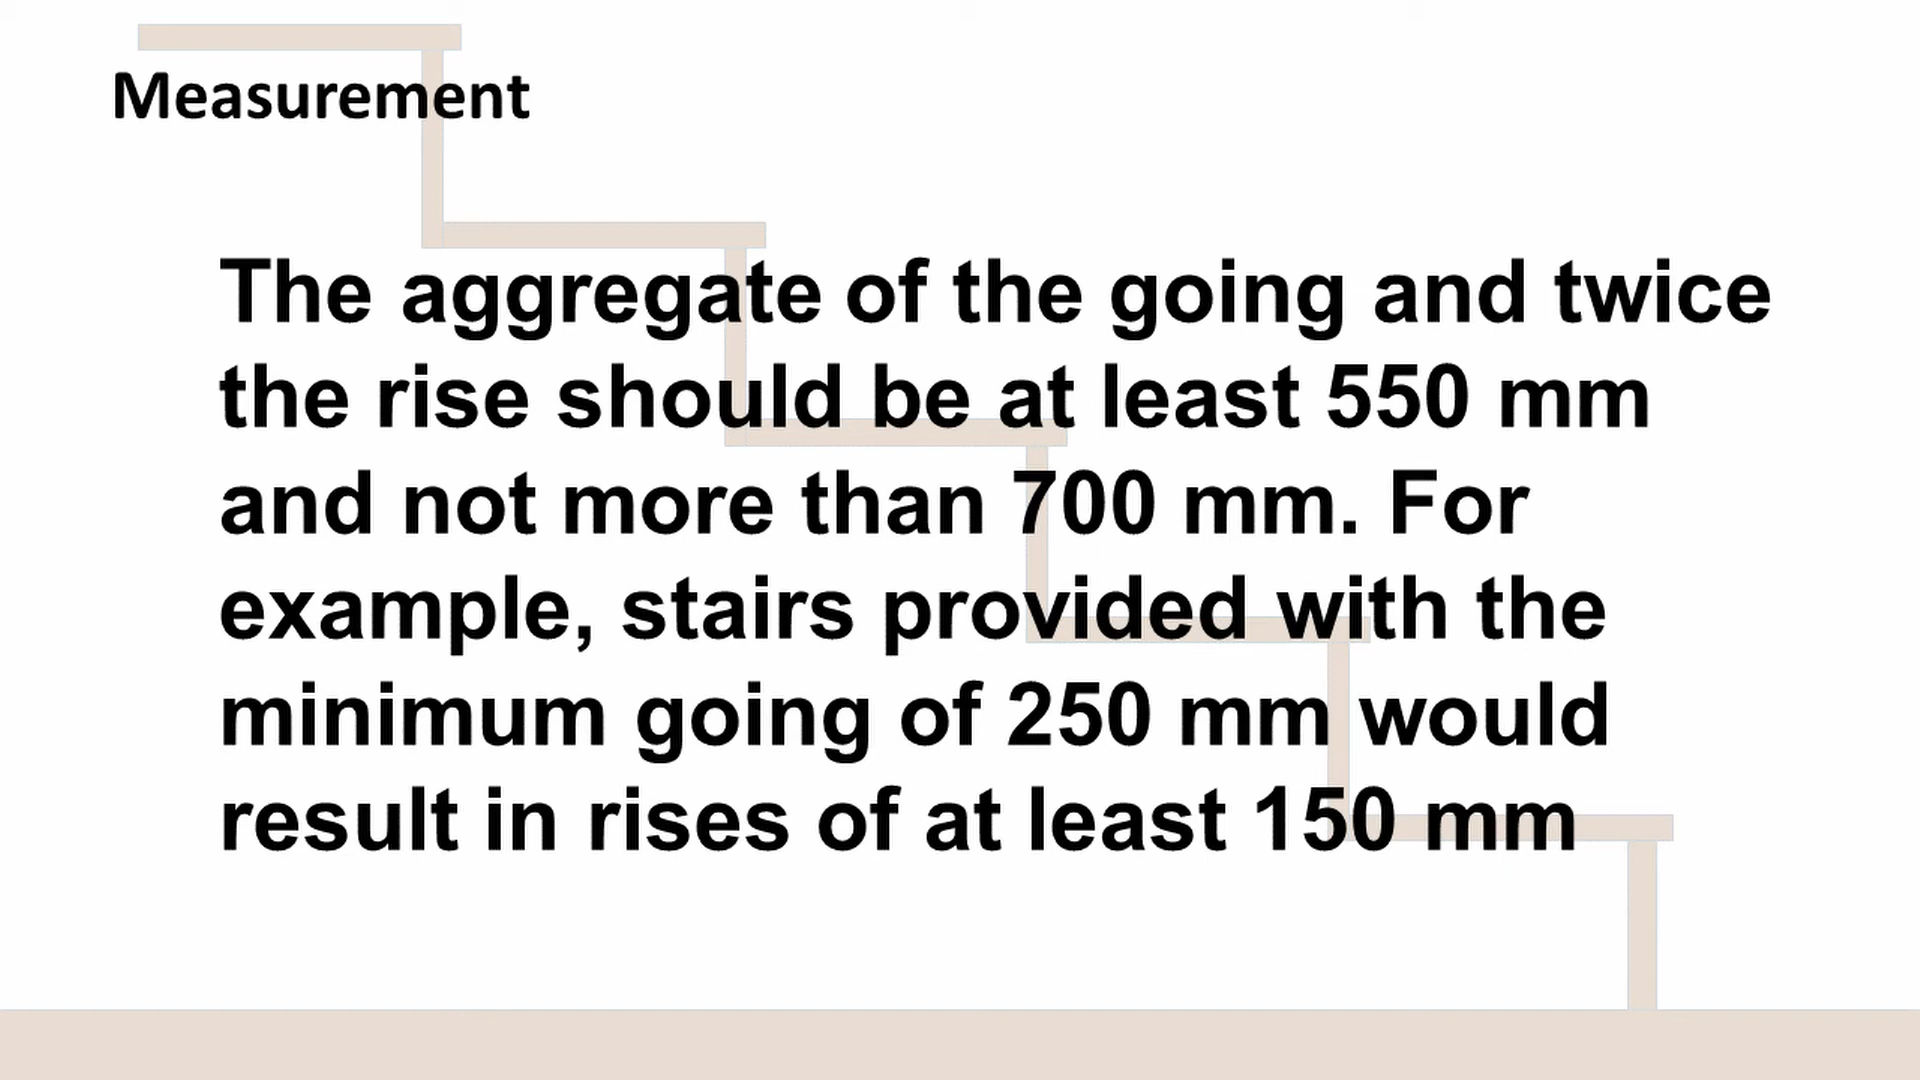 Measurement
The aggregate of the going and twice
the rise should be at least 550 mm
and not more than 700 mm. For
example, stairs provided with the
minimum going of 250 mm would
result in rises of at least 150 mm